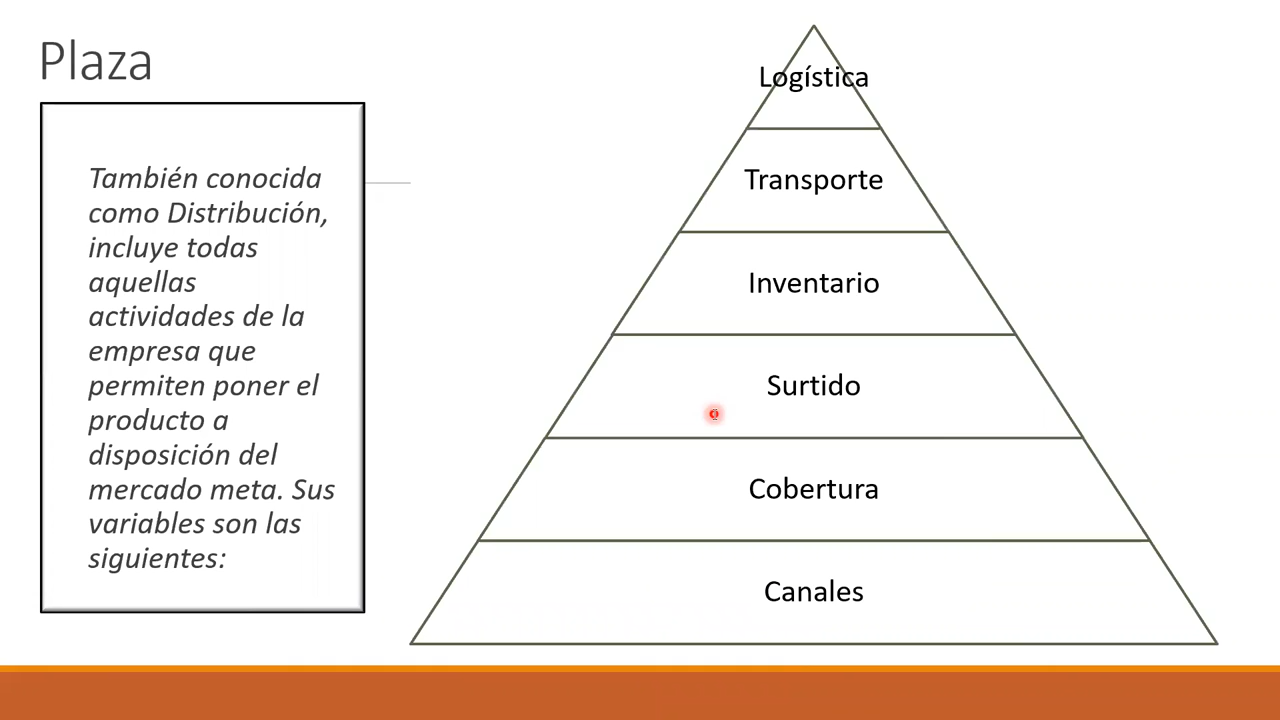 Plaza
También conocida
como Distribución,
incluye todas
aquellas
actividades de la
empresa que
permiten poner el
producto a
disposición del
mercado meta. Sus
variables son las
siguientes:
Logística
Transporte
Inventario
Surtido
Cobertura
Canales